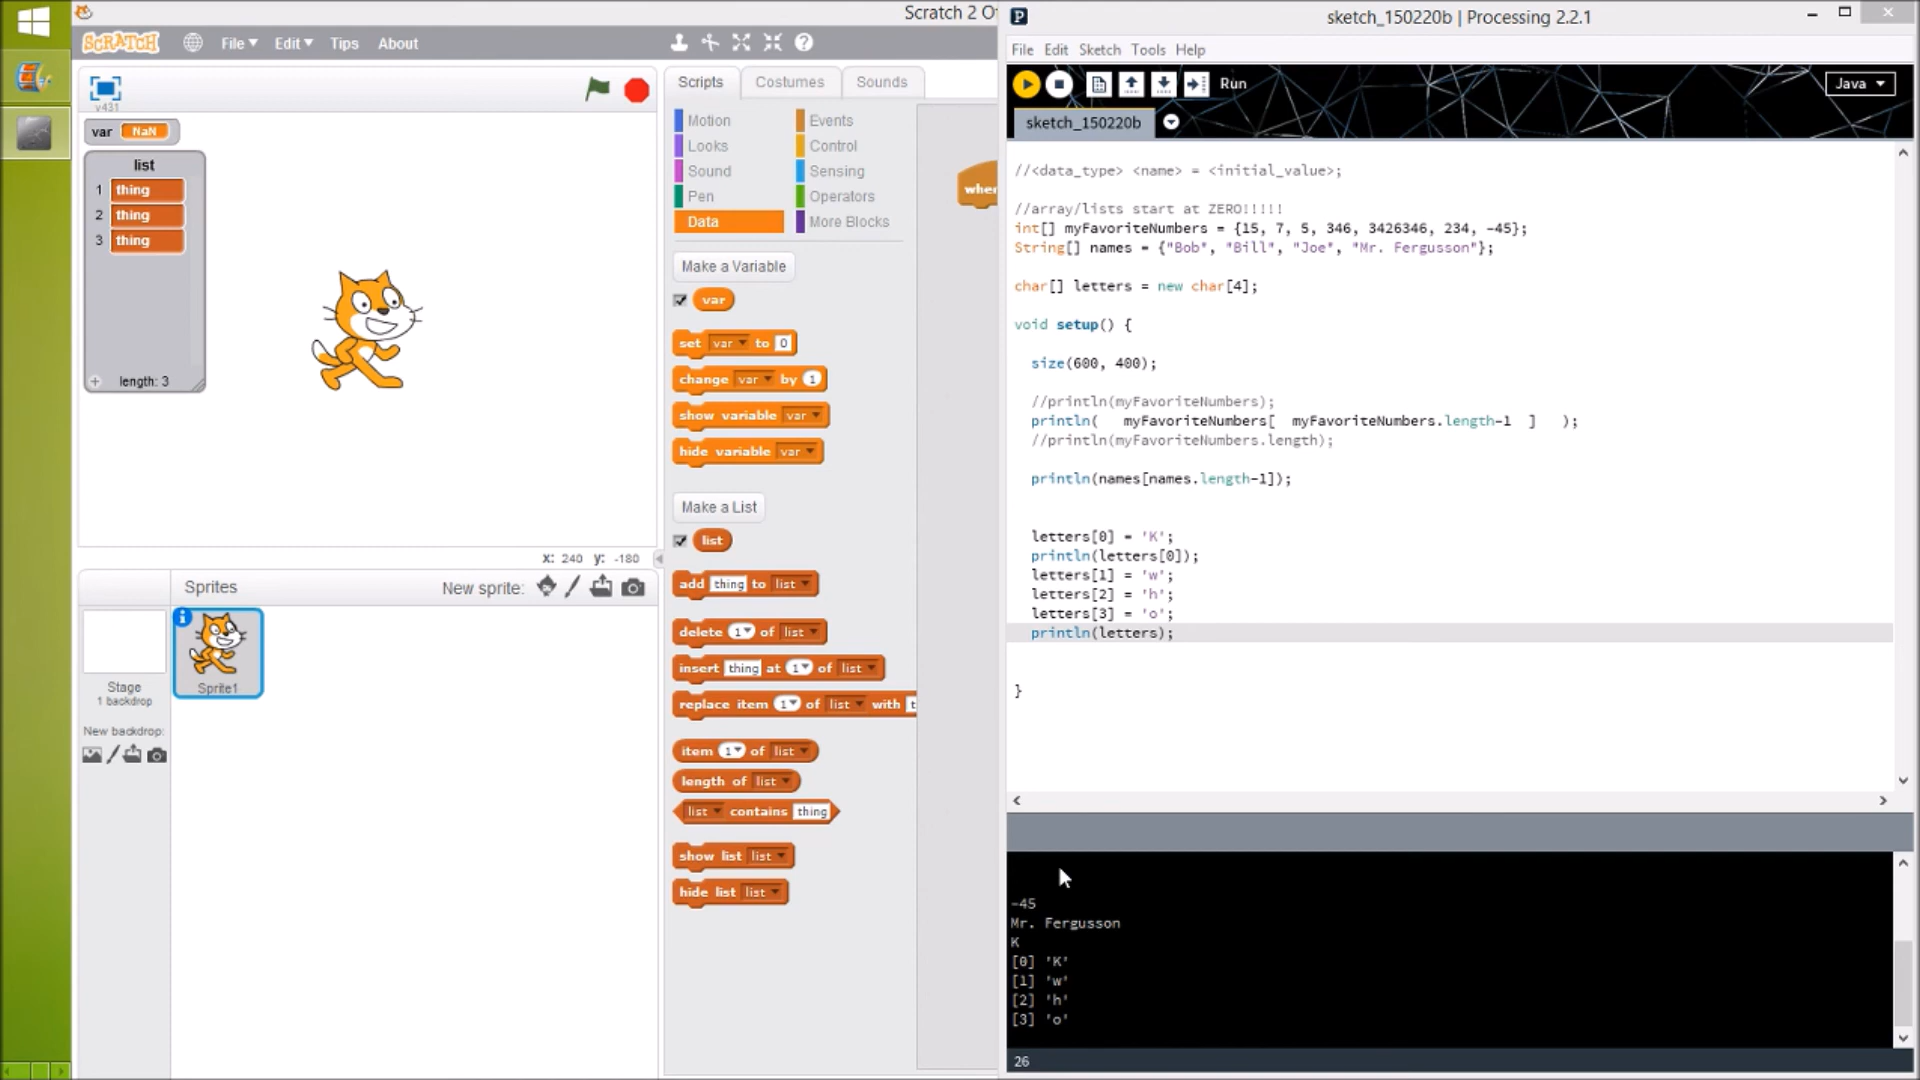 Scratch 2 O
SCRATCH
File
Edit
Tips
About
v431
var NaN
list
1 thing
2 thing
3 thing
length: 3
x: 240 y: -180
Sprites
New sprite:
Sprite1
Stage
1 backdrop
New backdrop:
Scripts
Costumes
Sounds
Motion
Looks
Sound
Pen
Data
Events
Control
Sensing
Operators
More Blocks
Make a Variable
var
set var to 0
change var by 1
show variable var
hide variable var
Make a List
list
add thing to list
delete 1 of list
insert thing at 1 of list
replace item 1 of list with t
item 1 of list
length of list
list contains thing
show list list
hide list list
when
sketch_150220b | Processing 2.2.1
File Edit Sketch Tools Help
Run
Java
sketch_150220b
//<data_type> <name> = <initial_value>;
//array/lists start at ZERO!!!!!
int[] myFavoriteNumbers = {15, 7, 5, 346, 3426346, 234, -45};
String[] names = {"Bob", "Bill", "Joe", "Mr. Fergusson"};
char[] letters = new char[4];
void setup() {
size(600, 400);
//println(myFavoriteNumbers);
println( myFavoriteNumbers[ myFavoriteNumbers.length-1 ] );
//println(myFavoriteNumbers.length);
println(names[names.length-1]);
letters[0] = 'K';
println(letters[0]);
letters[1] = 'w';
letters[2] = 'h';
letters[3] = 'o';
println(letters);
}
-45
Mr. Fergusson
K
[0] 'K'
[1] 'w'
[2] 'h'
[3] 'o'
26